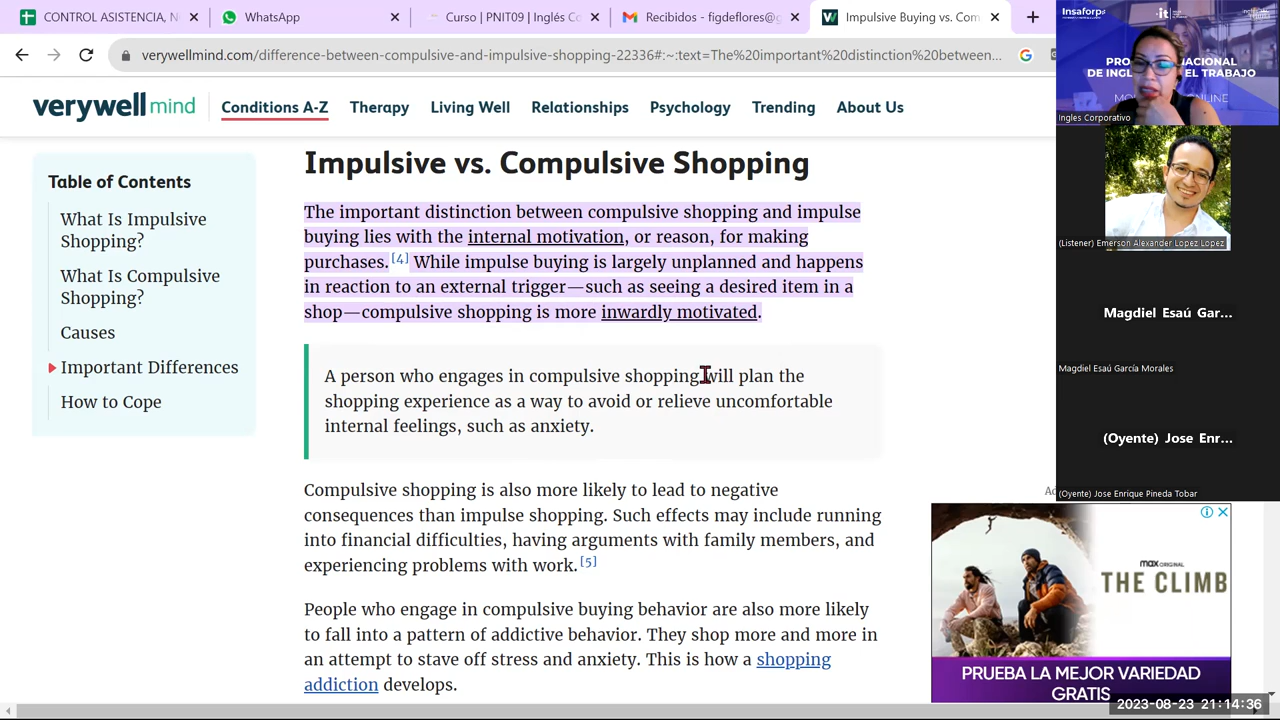 CONTROL ASISTENCIA, N
WhatsApp
Curso | PNIT09 | Ingles C
Recibidos - figdeflores@g
Impulsive Buying vs. Com
verywellmind.com/difference-between-compulsive-and-impulsive-shopping-22336#:~:text=The%20important%20distinction%20between...
verywell mind
Conditions A-Z
Therapy
Living Well
Relationships
Psychology
Trending
About Us
Table of Contents
What Is Impulsive
Shopping?
What Is Compulsive
Shopping?
Causes
Important Differences
How to Cope
Impulsive vs. Compulsive Shopping
The important distinction between compulsive shopping and impulse
buying lies with the internal motivation, or reason, for making
purchases.[4] While impulse buying is largely unplanned and happens
in reaction to an external trigger—such as seeing a desired item in a
shop—compulsive shopping is more inwardly motivated.
A person who engages in compulsive shopping will plan the
shopping experience as a way to avoid or relieve uncomfortable
internal feelings, such as anxiety.
Compulsive shopping is also more likely to lead to negative
consequences than impulse shopping. Such effects may include running
into financial difficulties, having arguments with family members, and
experiencing problems with work.[5]
People who engage in compulsive buying behavior are also more likely
to fall into a pattern of addictive behavior. They shop more and more in
an attempt to stave off stress and anxiety. This is how a shopping
addiction develops.
Insaforp
PRO NACIONAL
DE INGL EL TRABAJO
MO ONLINE
Ingles Corporativo
(Listener) Emerson Alexander Lopez Lopez
Magdiel Esaú Gar...
Magdiel Esaú García Morales
(Oyente) Jose Enr...
(Oyente) Jose Enrique Pineda Tobar
Ad
max ORIGINAL
THE CLIMB
PRUEBA LA MEJOR VARIEDAD
GRATIS
2023-08-23 21:14:36